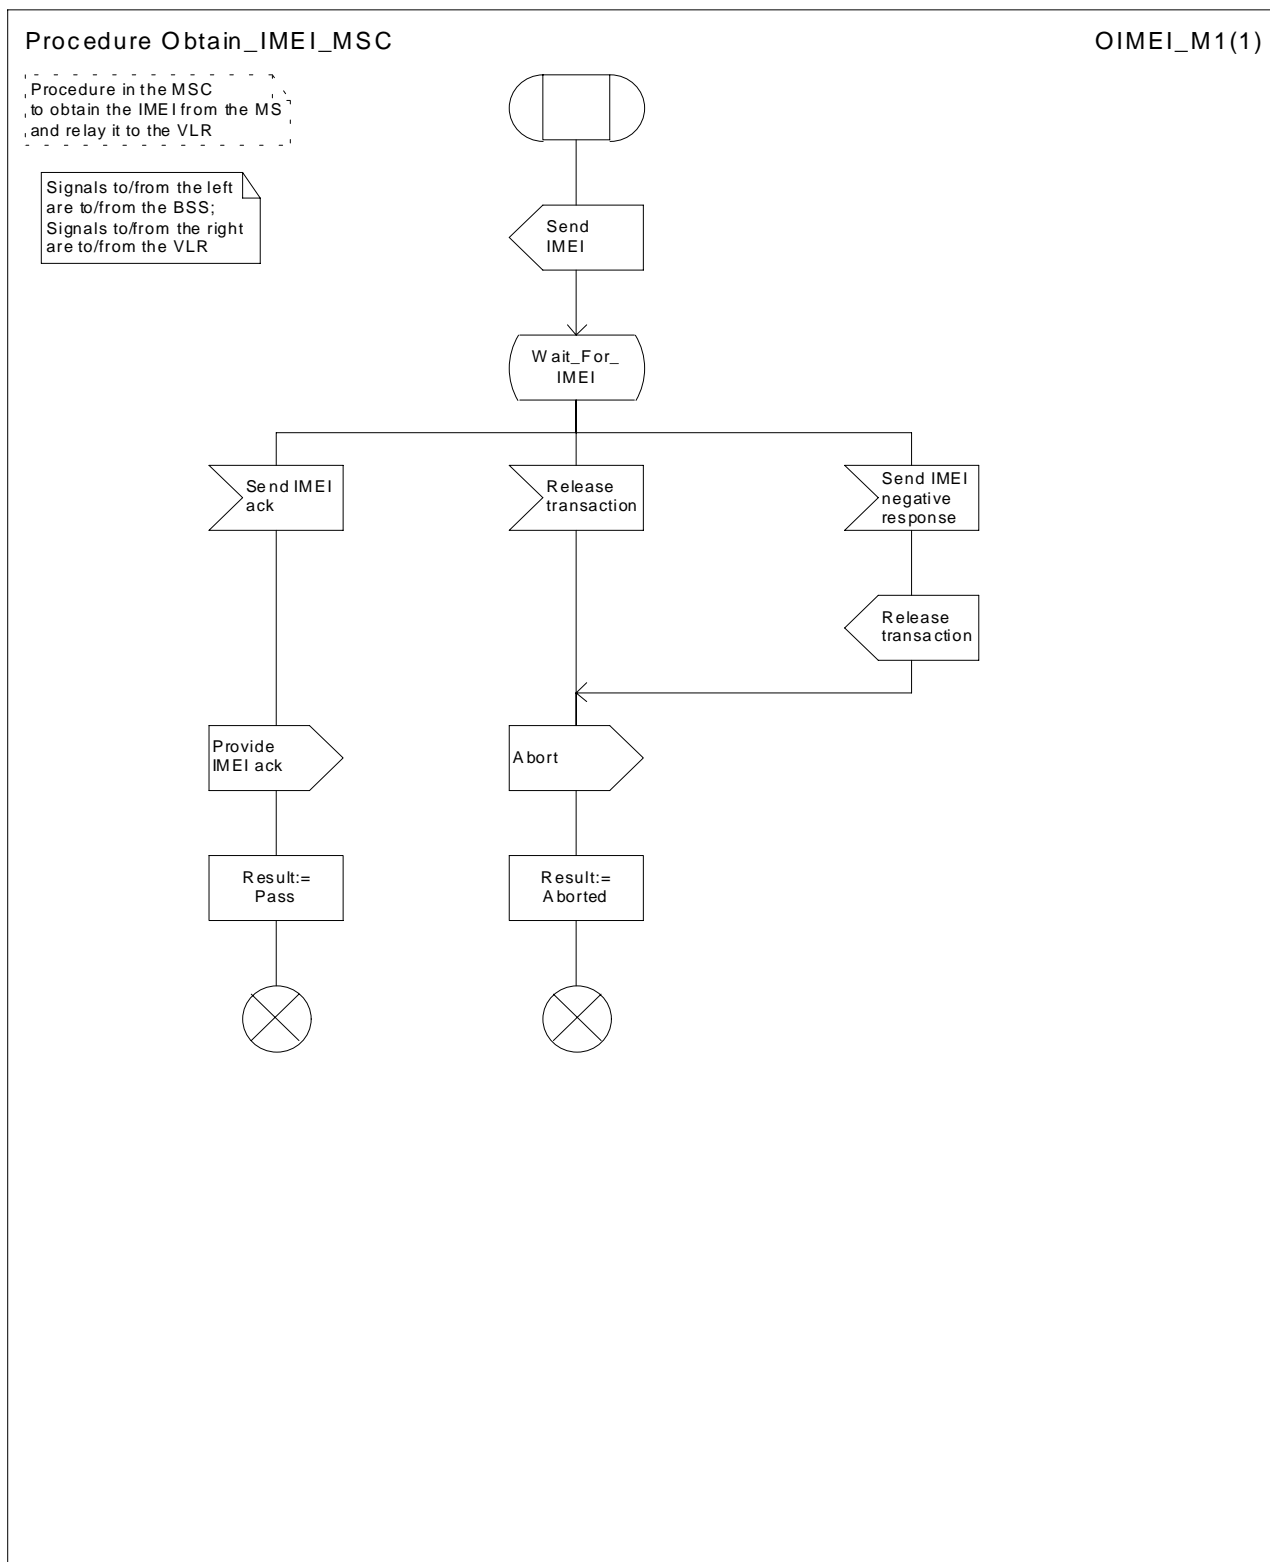 Procedure Obtain_IMEI_MSC
OIMEI_M1(1)
Procedure in the MSC
to obtain the IMEI from the MS
and relay it to the VLR
Signals to/from the left
are to/from the BSS;
Signals to/from the right
are to/from the VLR
Send
IMEI
Wait_For_
IMEI
Send IMEI
ack
Release
transaction
Send IMEI
negative
response
Release
transaction
Provide
IMEI ack
Abort
Result:=
Pass
Result:=
Aborted